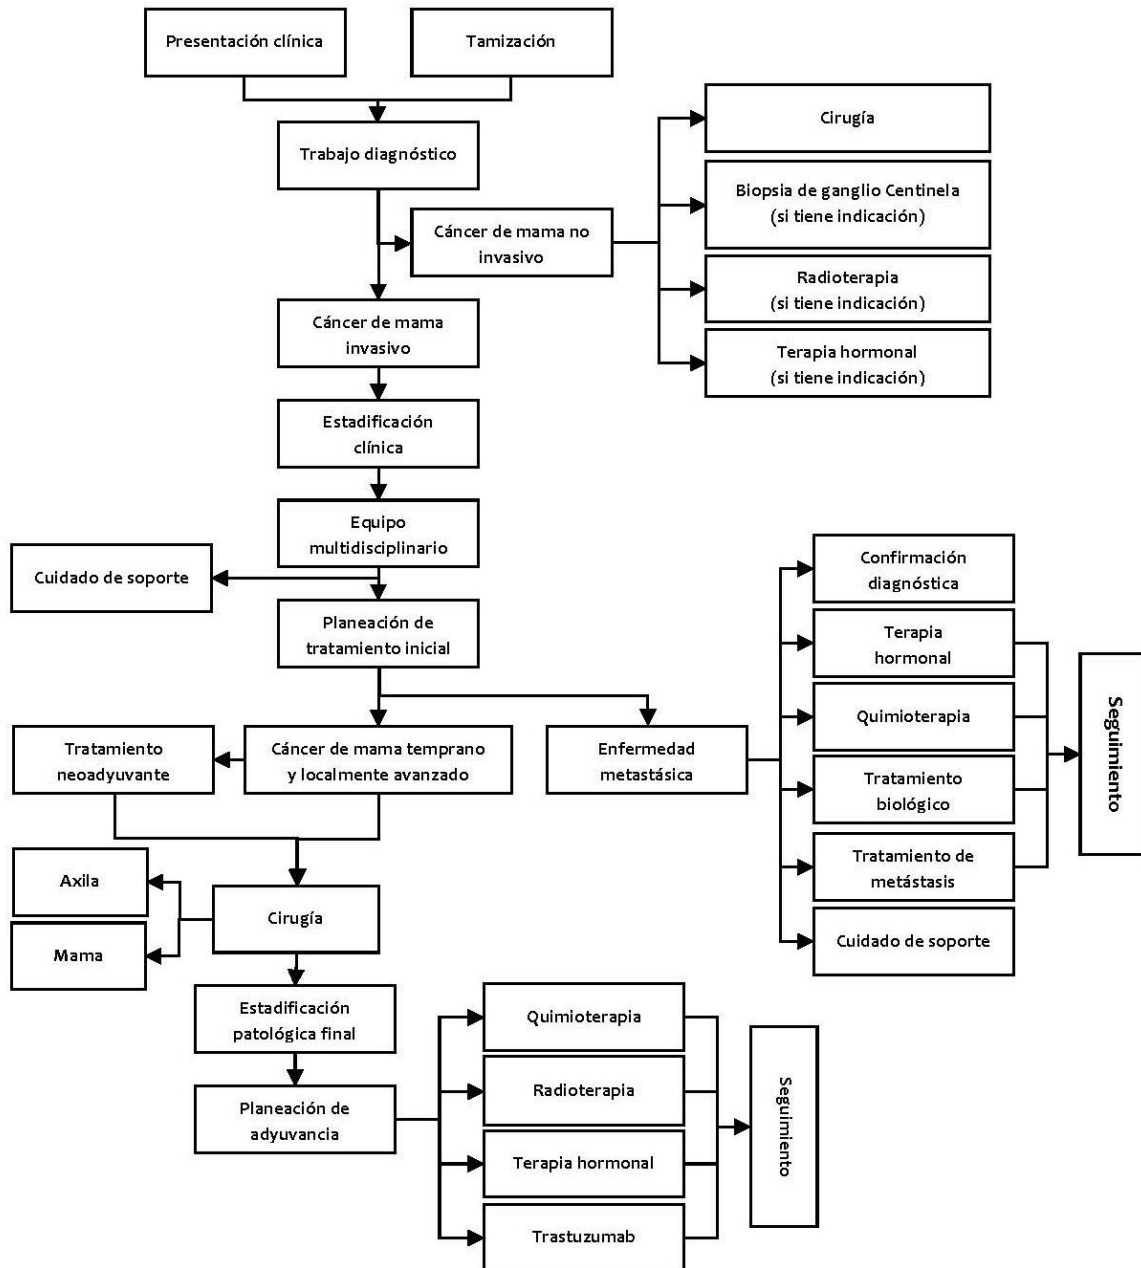 Presentación clínica
Tamización
Trabajo diagnóstico
Cirugía
Biopsia de ganglio Centinela
(si tiene indicación)
Cáncer de mama no
invasivo
Radioterapia
(si tiene indicación)
Cáncer de mama
invasivo
Terapia hormonal
(si tiene indicación)
Estadificación
clínica
Equipo
multidisciplinario
Cuidado de soporte
Planeación de
tratamiento inicial
Confirmación
diagnóstica
Terapia
hormonal
Quimioterapia
Tratamiento
biológico
Tratamiento de
metástasis
Cuidado de soporte
Seguimiento
Tratamiento
neoadyuvante
Cáncer de mama temprano
y localmente avanzado
Enfermedad
metastásica
Axila
Mama
Cirugía
Estadificación
patológica final
Planeación de
adyuvancia
Quimioterapia
Radioterapia
Terapia hormonal
Trastuzumab
Seguimiento